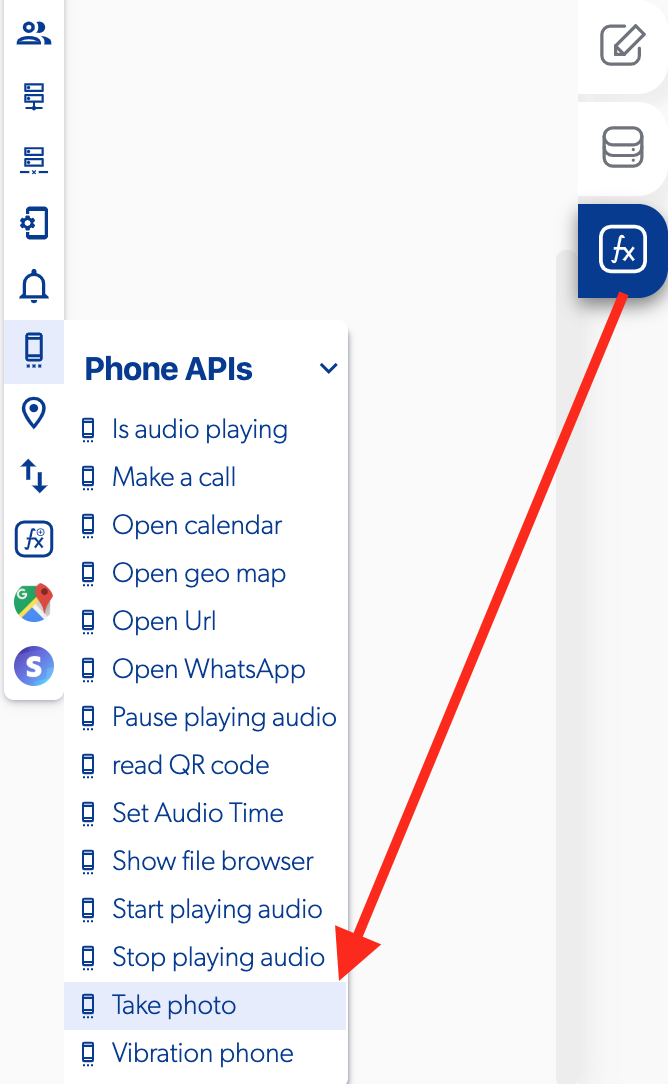 fx
Phone APIs
Is audio playing
Make a call
Open calendar
Open geo map
Open Url
Open WhatsApp
Pause playing audio
read QR code
Set Audio Time
Show file browser
Start playing audio
Stop playing audio
Take photo
Vibration phone
fx
G
S